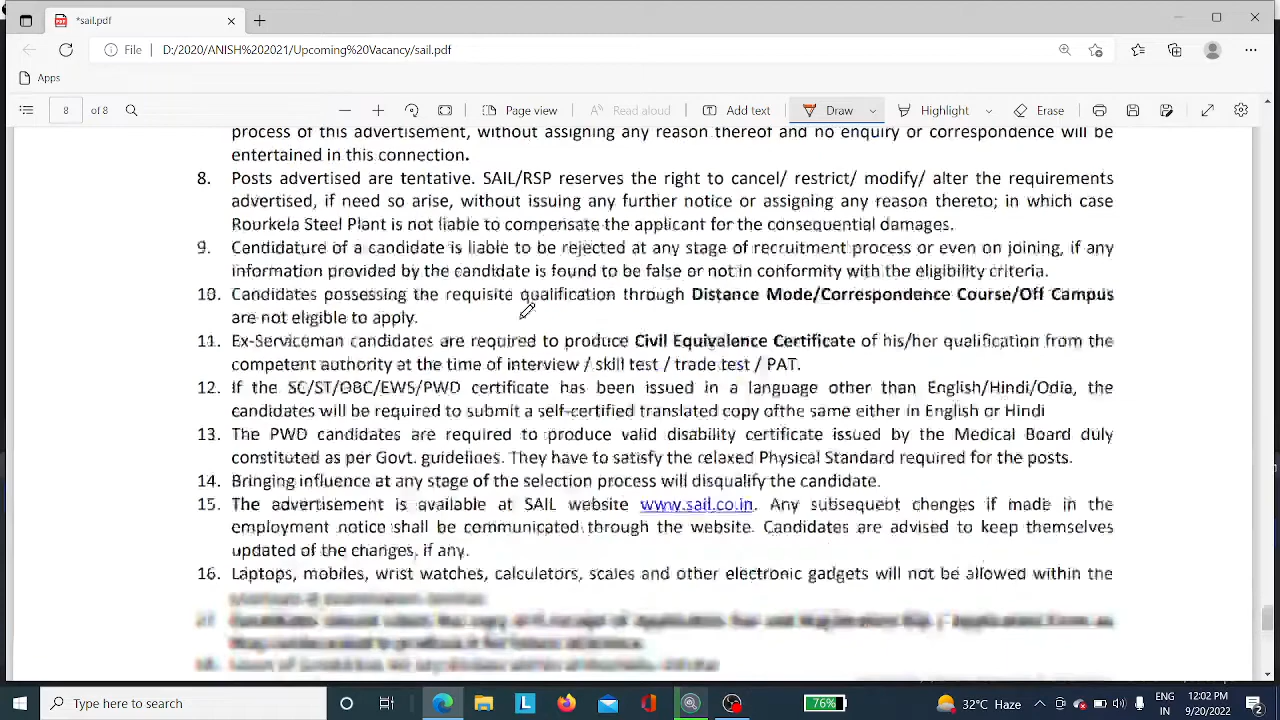 *sail.pdf
File | D:/2020/ANISH%202021/Upcoming%20Vacancy/sail.pdf
Apps
8 of 8 Page view Read aloud Add text Draw Highlight Erase
process of this advertisement, without assigning any reason thereof and no enquiry or correspondence will be
entertained in this connection.
8. Posts advertised are tentative. SAIL/RSP reserves the right to cancel/ restrict/ modify/ alter the requirements
advertised, if need so arise, without issuing any further notice or assigning any reason thereto; in which case
Rourkela Steel Plant is not liable to compensate the applicant for the consequential damages.
9. Candidature of a candidate is liable to be rejected at any stage of recruitment process or even on joining, if any
information provided by the candidate is found to be false or not in conformity with the eligibility criteria.
10. Candidates possessing the requisite qualification through Distance Mode/Correspondence Course/Off Campus
are not eligible to apply.
11. Ex-Serviceman candidates are required to produce Civil Equivalence Certificate of his/her qualification from the
competent authority at the time of interview / skill test / trade test / PAT.
12. If the SC/ST/OBC/EWS/PWD certificate has been issued in a language other than English/Hindi/Odia, the
candidates will be required to submit a self-certified translated copy ofthe same either in English or Hindi
13. The PWD candidates are required to produce valid disability certificate issued by the Medical Board duly
constituted as per Govt. guidelines. They have to satisfy the relaxed Physical Standard required for the posts.
14. Bringing influence at any stage of the selection process will disqualify the candidate.
15. The advertisement is available at SAIL website www.sail.co.in. Any subsequent changes if made in the
employment notice shall be communicated through the website. Candidates are advised to keep themselves
updated of the changes, if any.
16. Laptops, mobiles, wrist watches, calculators, scales and other electronic gadgets will not be allowed within the
Type here to search
76%
32°C Haze
ENG
IN
12:02 PM
9/20/2022